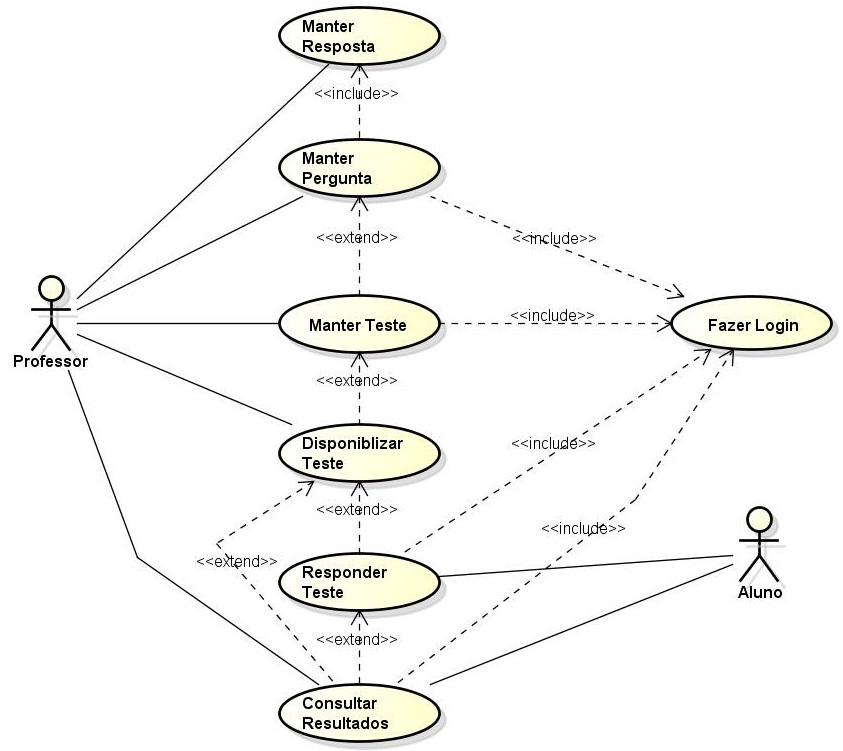 Manter
Resposta
<<include>>
Manter
Pergunta
<<extend>>
<<include>>
Manter Teste
<<include>>
Fazer Login
Professor
<<extend>>
Disponiblizar
Teste
<<include>>
<<extend>>
<<include>>
<<extend>>
Responder
Teste
Aluno
<<extend>>
Consultar
Resultados